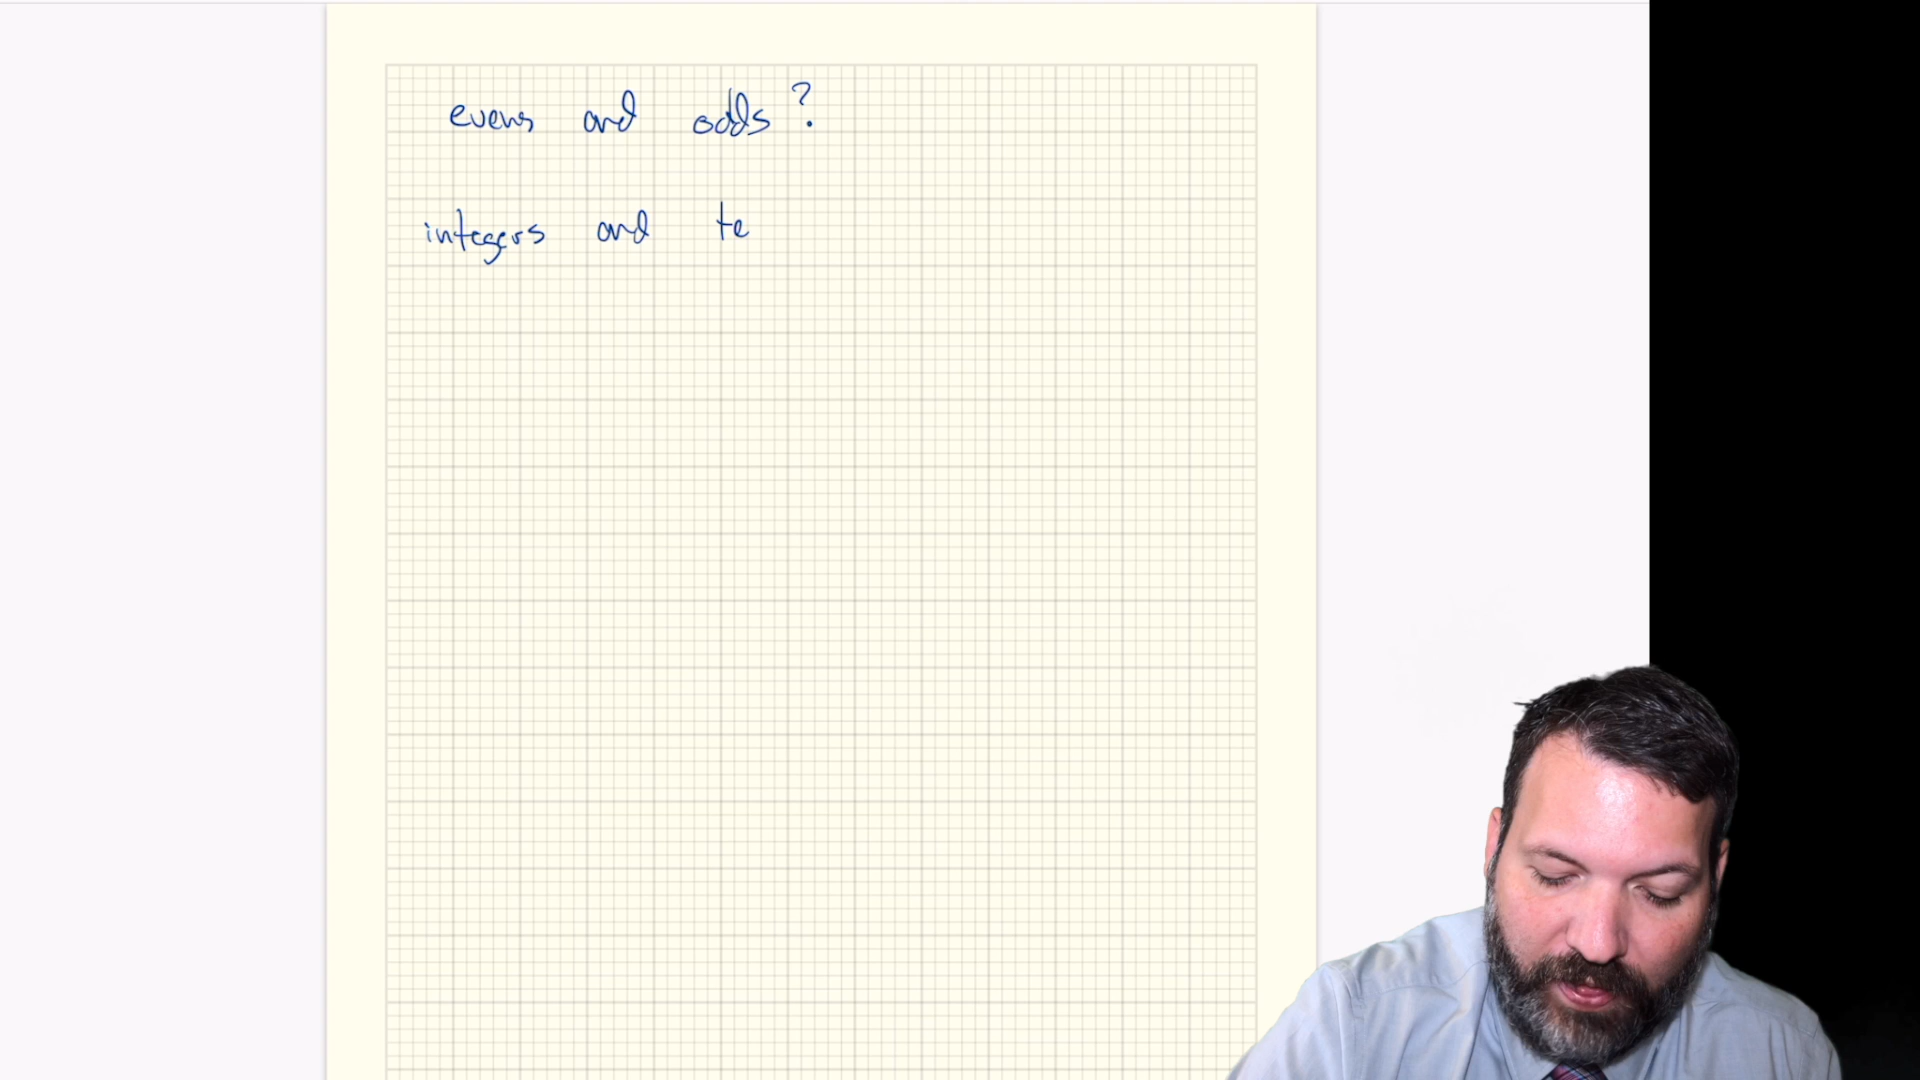 evens and odds?
integers and te